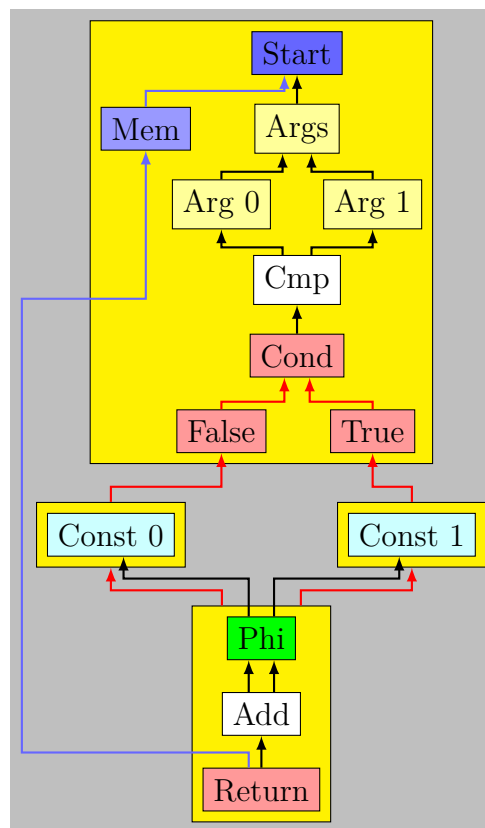 Start
Mem
Args
Arg 0
Arg 1
Cmp
Cond
False
True
Const 0
Const 1
Phi
Add
Return